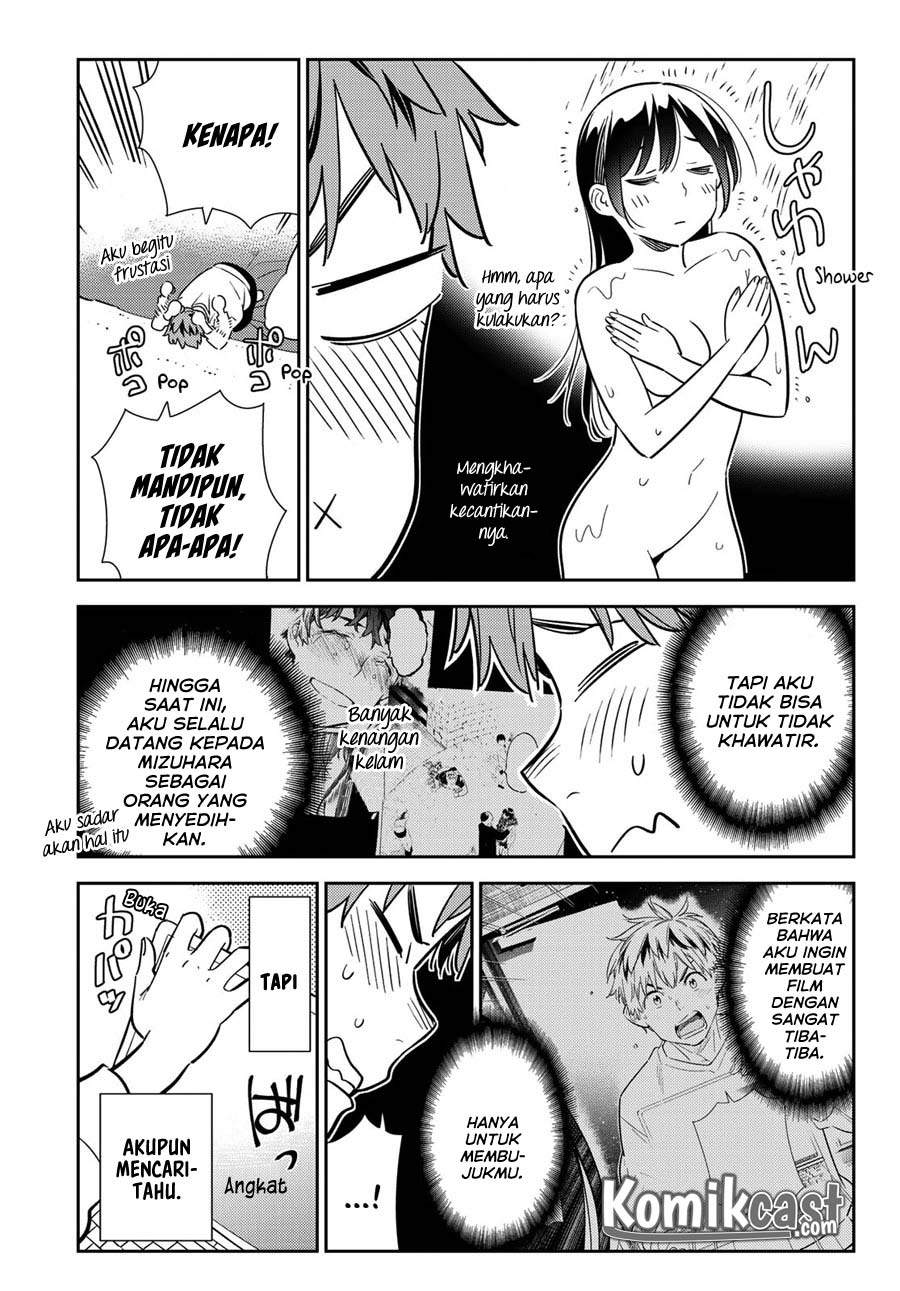 しゃわーん
Shower
Hmm, apa
yang harus
kulakukan?
Mengkha-
watirkan
kecantikan-
nya.
KENAPA!
Aku begitu
frustasi
ポコ
Pop
ポコ
Pop
TIDAK
MANDIPUN,
TIDAK
APA-APA!
TAPI AKU
TIDAK BISA
UNTUK TIDAK
KHAWATIR.
Banyak
kenangan
kelam
HINGGA
SAAT INI,
AKU SELALU
DATANG KEPADA
MIZUHARA
SEBAGAI
ORANG YANG
MENYEDIH-
KAN.
Aku sadar
akan hal itu
BERKATA
BAHWA
AKU INGIN
MEMBUAT
FILM
DENGAN
SANGAT
TIBA-
TIBA.
HANYA
UNTUK
MEMBU-
JUKMU.
...!
TAPI
Buka
カパッ
まっ
Angkat
AKUPUN
MENCARI-
TAHU.
Komikcast
.com